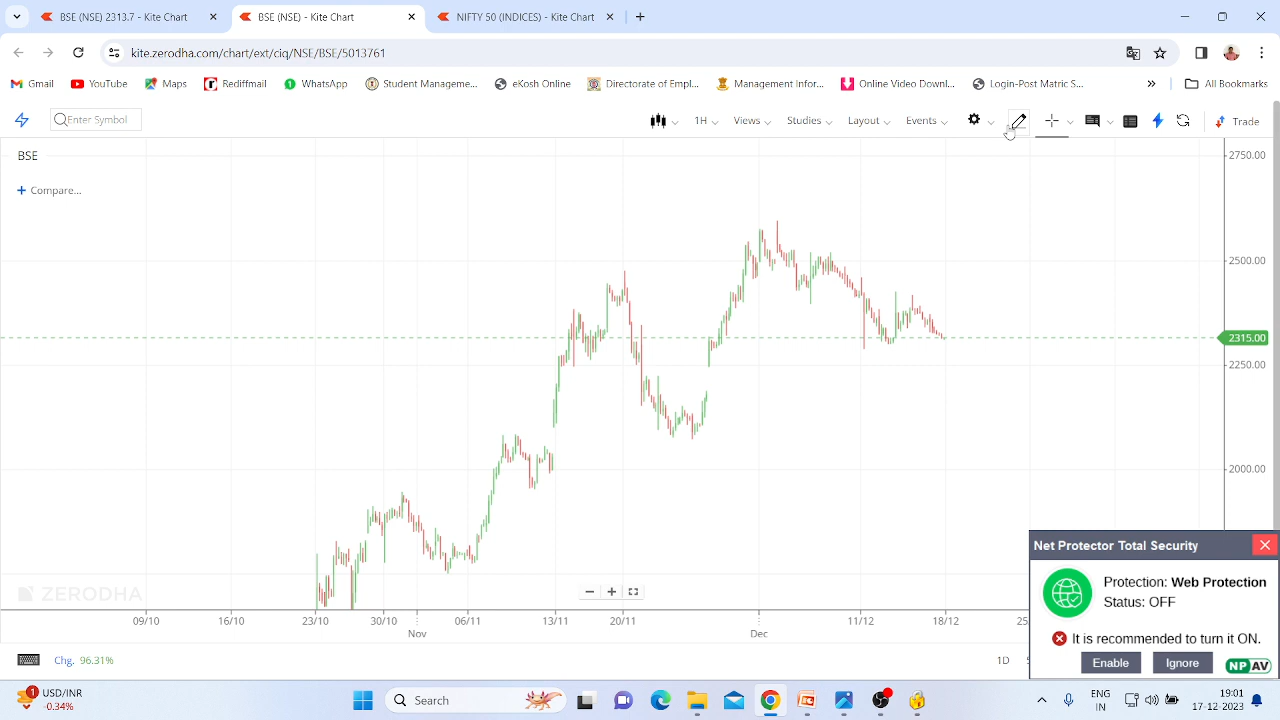 BSE (NSE) - 2319.7 - Kite Chart
BSE (NSE) - Kite Chart
NIFTY 50 (INDICES) - Kite Chart
kite.zerodha.com/chart/ext/ciq/NSE/BSE/5013761
Gmail
YouTube
Maps
Rediffmail
WhatsApp
Student Manageme...
eKosh Online
Directorate of Empl...
Management Infor...
Online Video Downl...
Login-Post Matric S...
All Bookmarks
Enter Symbol
1H
Views
Studies
Layout
Events
Trade
BSE
+ Compare...
2750.00
2500.00
2315.00
2250.00
2000.00
ZERODHA
09/10
16/10
23/10
30/10
06/11
13/11
20/11
11/12
18/12
25
Nov
Dec
Chg. 96.31%
1D
Net Protector Total Security
Protection: Web Protection
Status: OFF
It is recommended to turn it ON.
Enable
Ignore
NP AV
1
USD/INR
-0.34%
Search
ENG
IN
19:01
17-12-2023